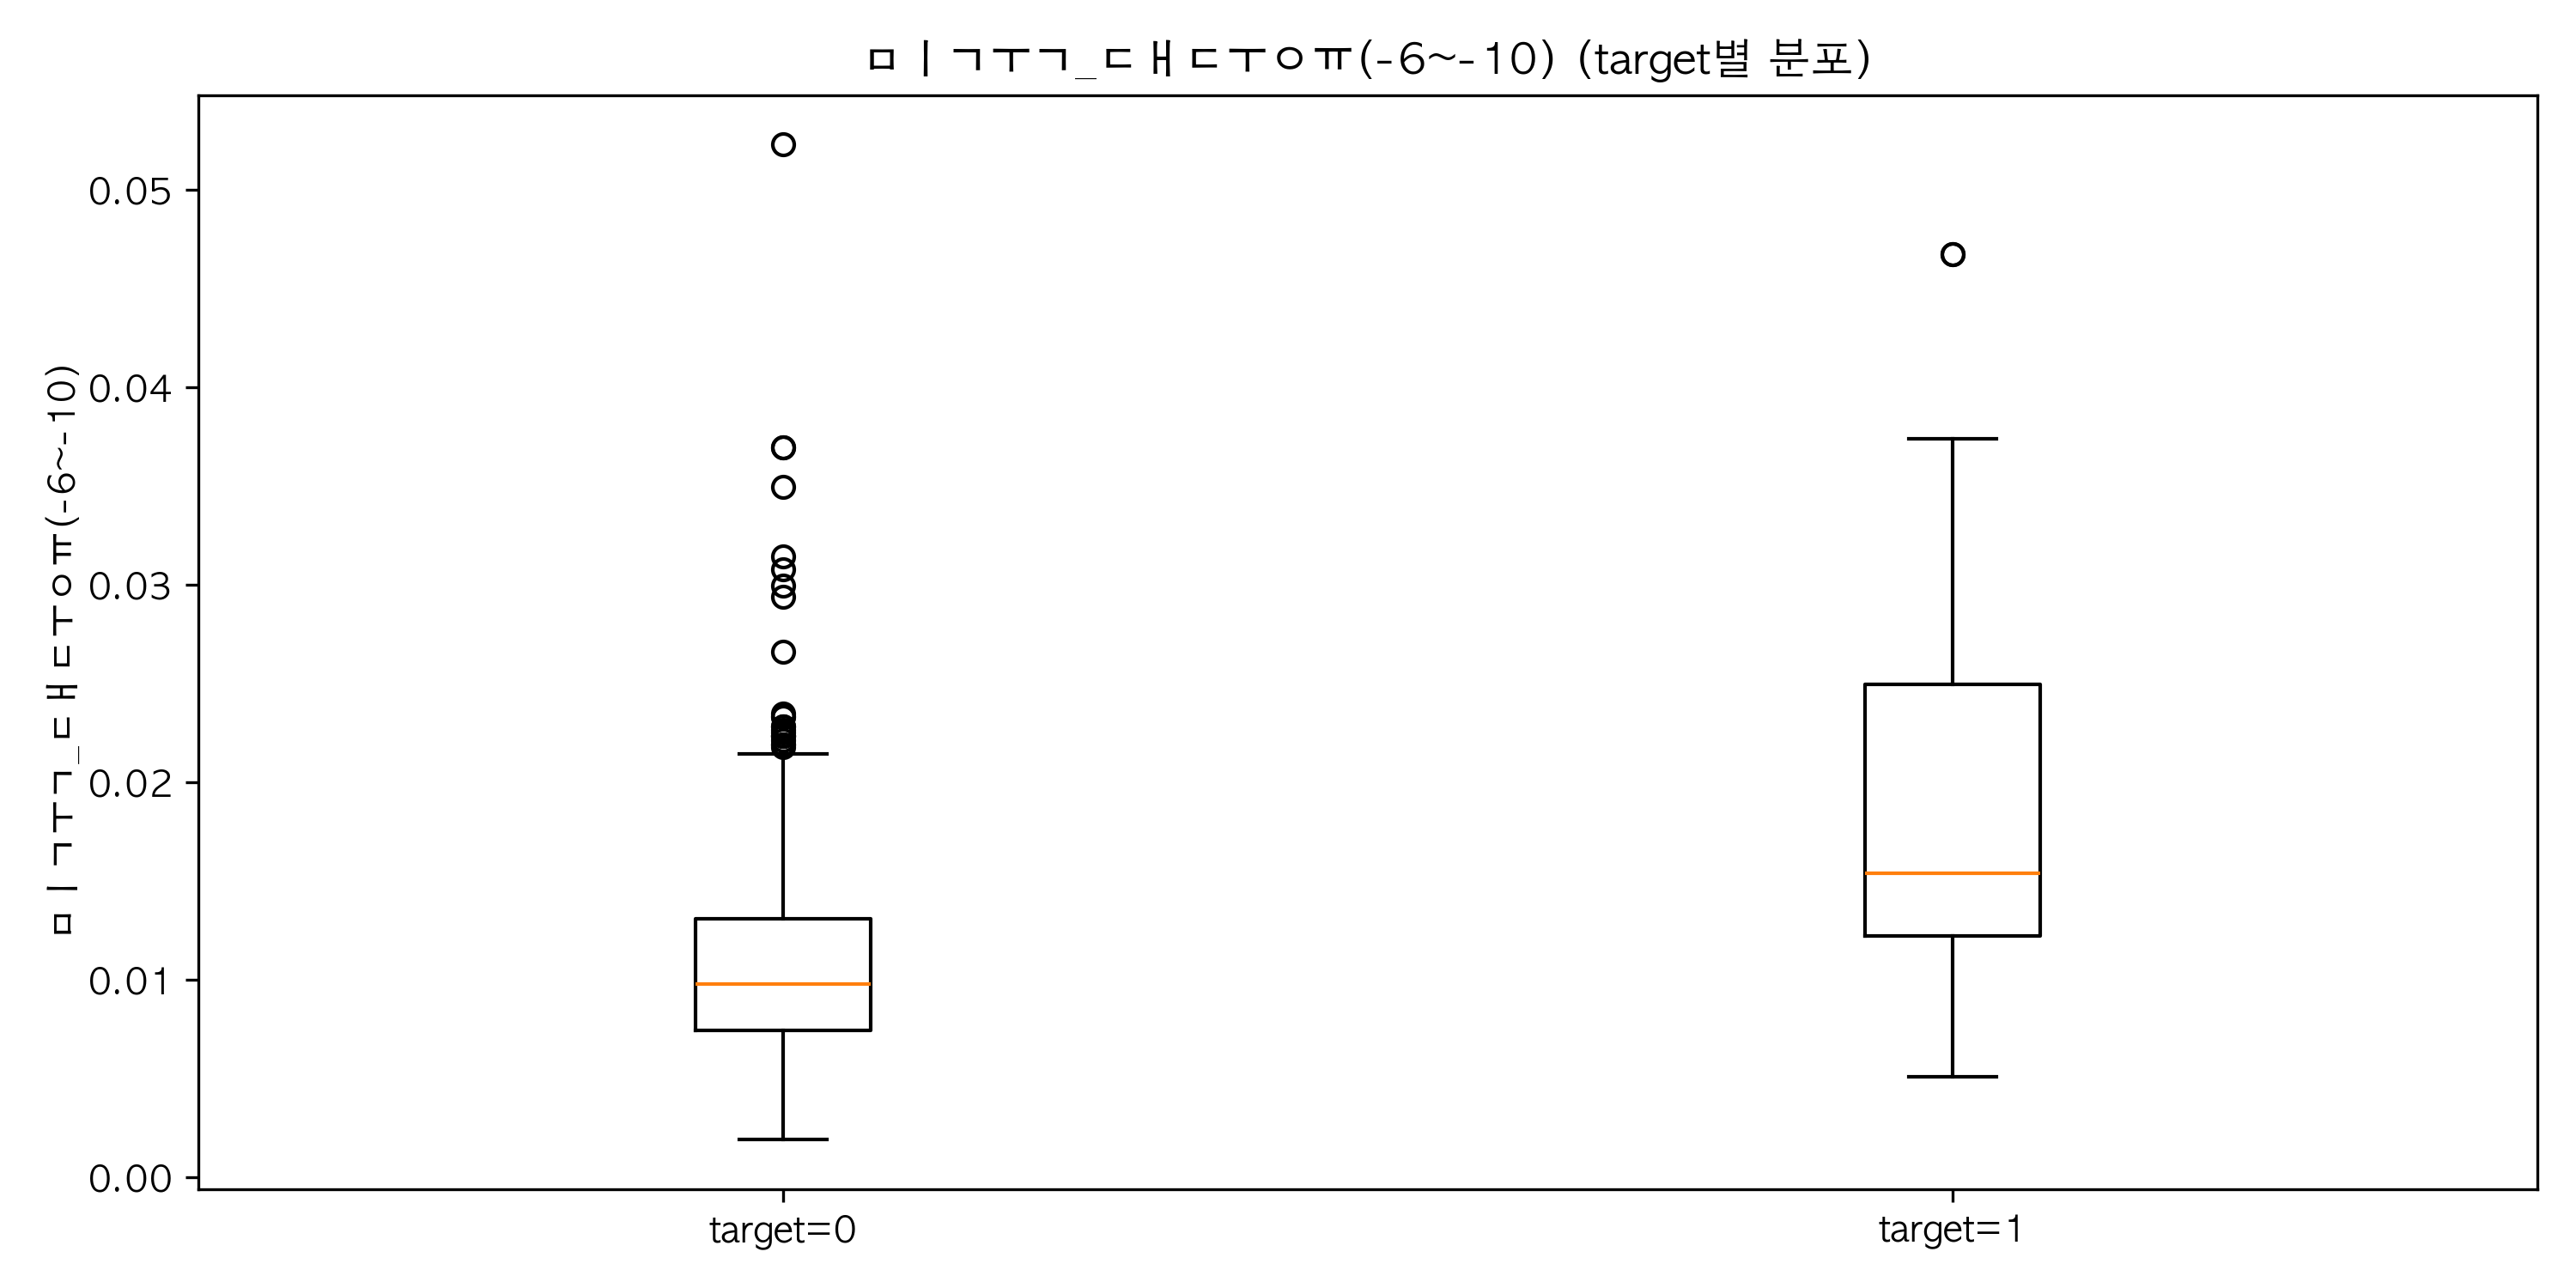 ㅁㅣㄱㅜㄱ_ㄷㅐㄷㅜㅇㅠ(-6~-10) (target별 분포)
ㅁㅣㄱㅜㄱ_ㄷㅐㄷㅜㅇㅠ(-6~-10)
0.05
0.04
0.03
0.02
0.01
0.00
target=0
target=1